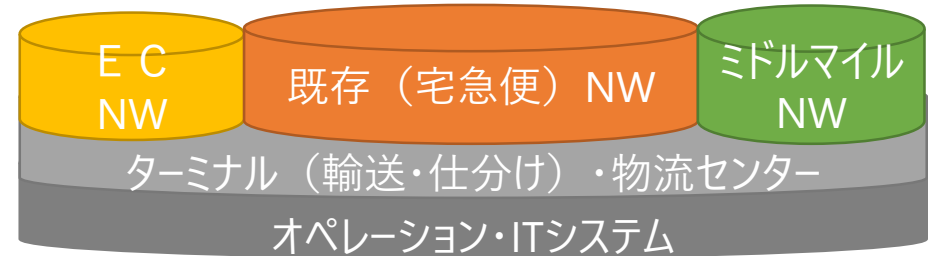 ＥＣ
NW
既存（宅急便）NW
ミドルマイル
NW
ターミナル（輸送・仕分け）・物流センター
オペレーション・ITシステム